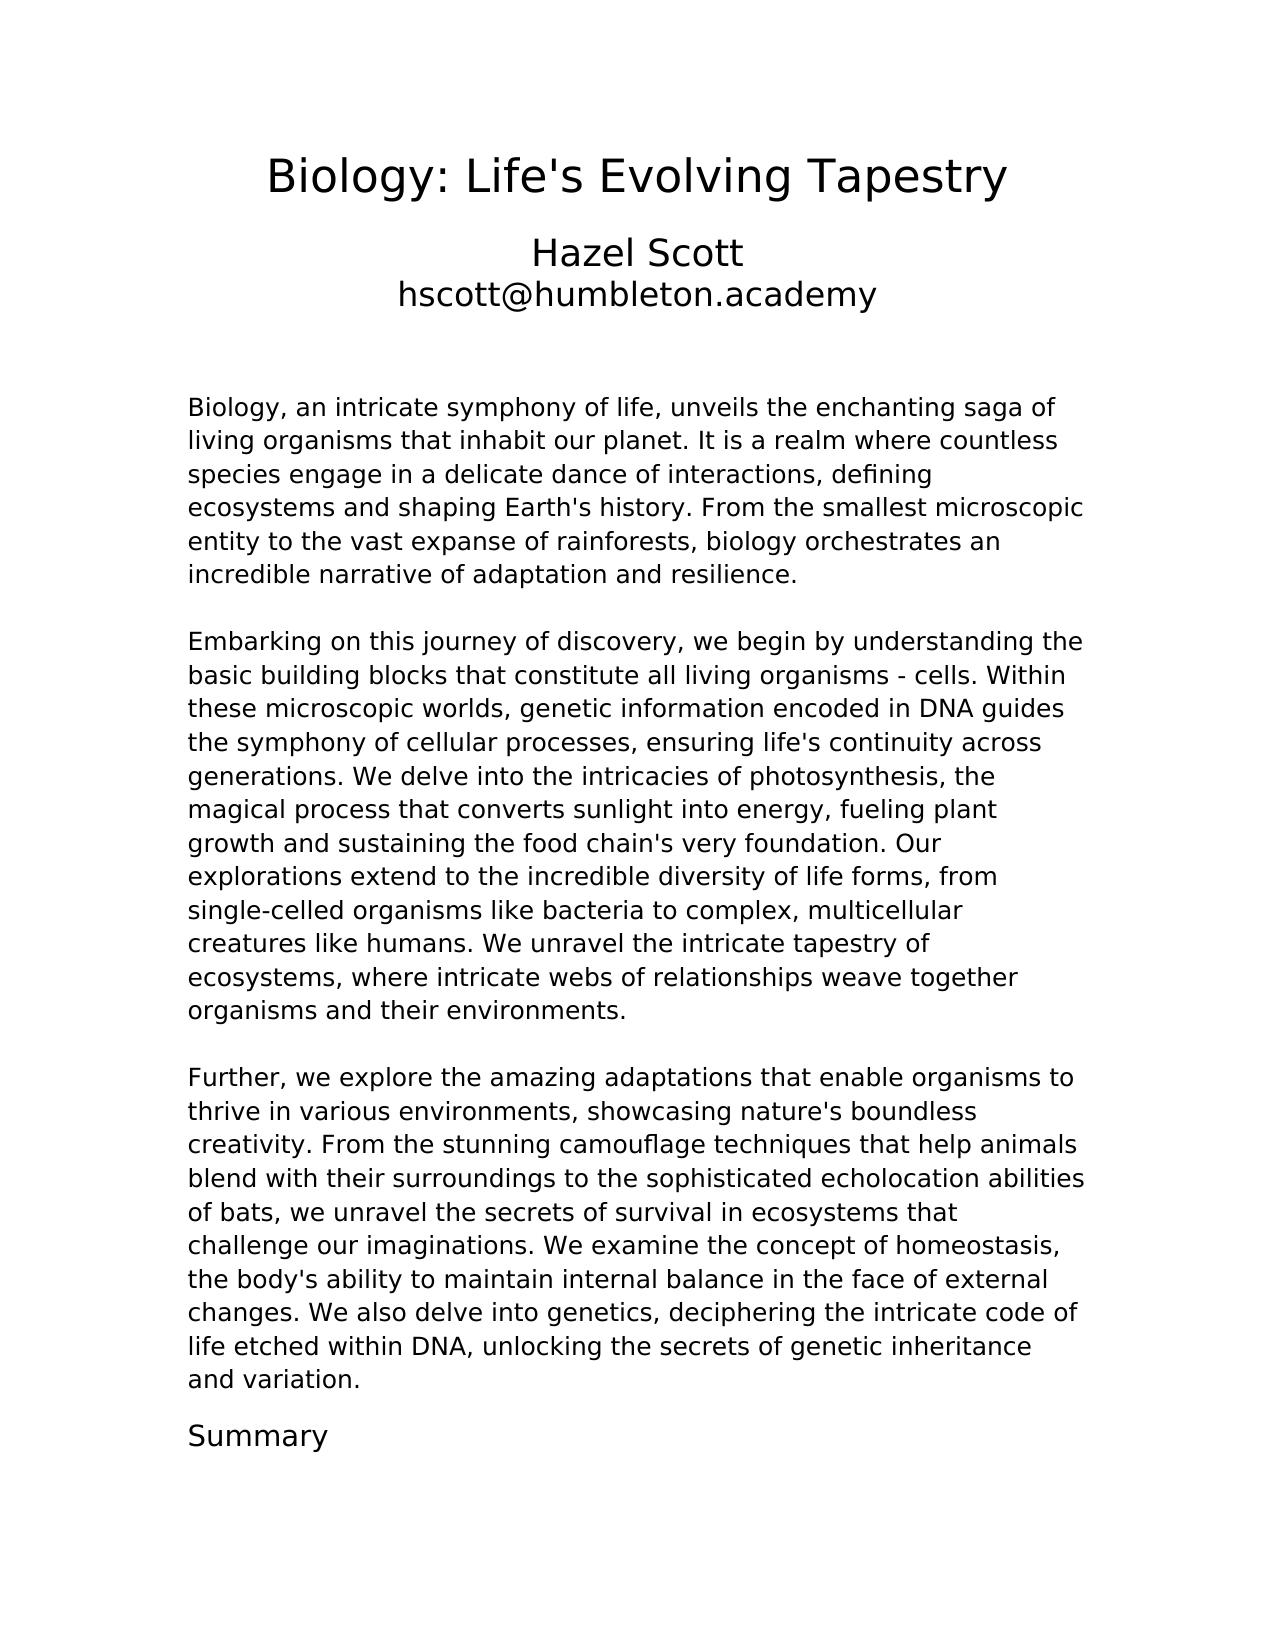 Biology: Life's Evolving Tapestry
Hazel Scott
hscott@humbleton.academy
Biology, an intricate symphony of life, unveils the enchanting saga of
living organisms that inhabit our planet. It is a realm where countless
species engage in a delicate dance of interactions, defining
ecosystems and shaping Earth's history. From the smallest microscopic
entity to the vast expanse of rainforests, biology orchestrates an
incredible narrative of adaptation and resilience.
Embarking on this journey of discovery, we begin by understanding the
basic building blocks that constitute all living organisms - cells. Within
these microscopic worlds, genetic information encoded in DNA guides
the symphony of cellular processes, ensuring life's continuity across
generations. We delve into the intricacies of photosynthesis, the
magical process that converts sunlight into energy, fueling plant
growth and sustaining the food chain's very foundation. Our
explorations extend to the incredible diversity of life forms, from
single-celled organisms like bacteria to complex, multicellular
creatures like humans. We unravel the intricate tapestry of
ecosystems, where intricate webs of relationships weave together
organisms and their environments.
Further, we explore the amazing adaptations that enable organisms to
thrive in various environments, showcasing nature's boundless
creativity. From the stunning camouflage techniques that help animals
blend with their surroundings to the sophisticated echolocation abilities
of bats, we unravel the secrets of survival in ecosystems that
challenge our imaginations. We examine the concept of homeostasis,
the body's ability to maintain internal balance in the face of external
changes. We also delve into genetics, deciphering the intricate code of
life etched within DNA, unlocking the secrets of genetic inheritance
and variation.
Summary